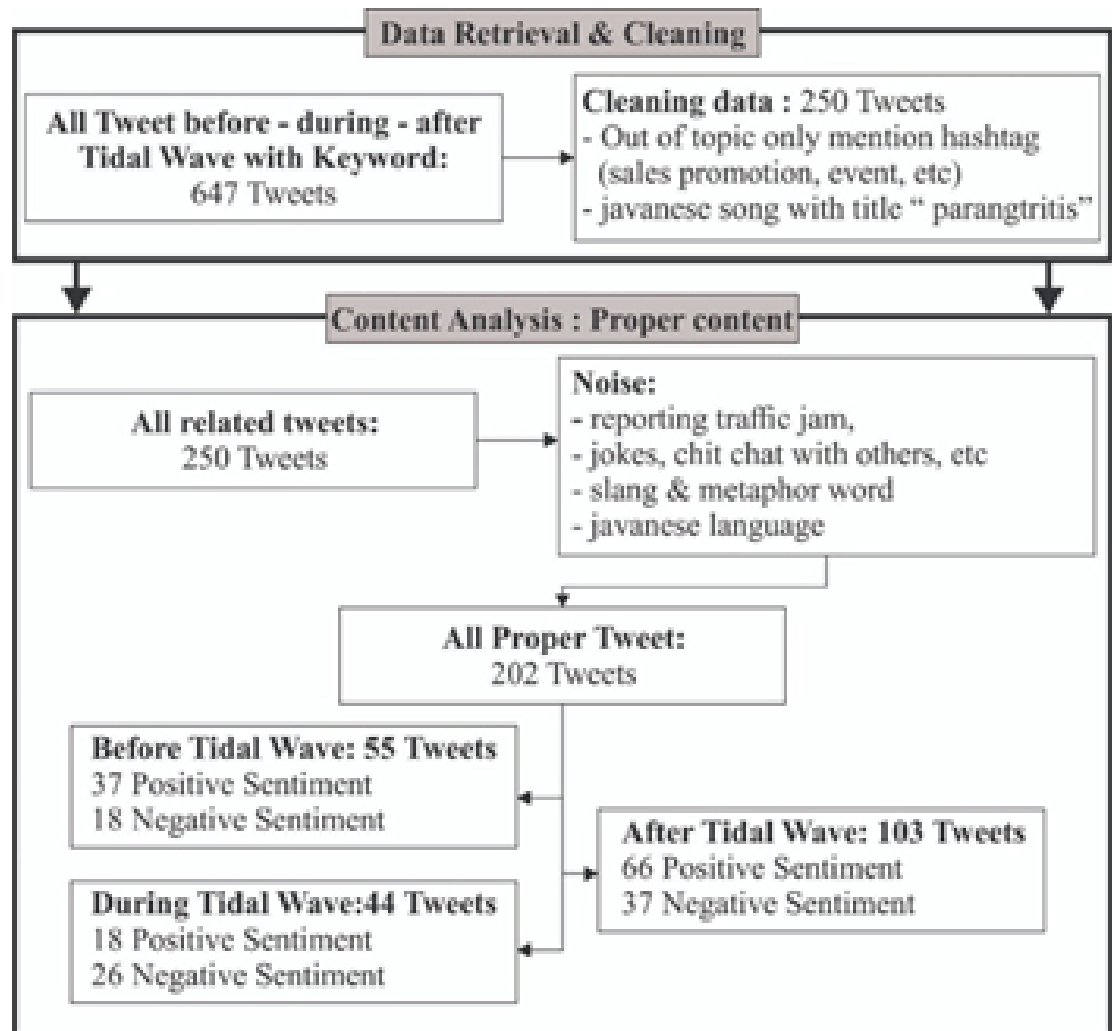 Data Retrieval & Cleaning
All Tweet before - during - after
Tidal Wave with Keyword:
647 Tweets
Cleaning data : 250 Tweets
- Out of topic only mention hashtag
(sales promotion, event, etc)
- javanese song with title “ parangtritis”
Content Analysis : Proper content
All related tweets:
250 Tweets
Noise:
- reporting traffic jam,
- jokes, chit chat with others, etc
- slang & metaphor word
- javanese language
All Proper Tweet:
202 Tweets
Before Tidal Wave: 55 Tweets
37 Positive Sentiment
18 Negative Sentiment
After Tidal Wave: 103 Tweets
66 Positive Sentiment
37 Negative Sentiment
During Tidal Wave:44 Tweets
18 Positive Sentiment
26 Negative Sentiment